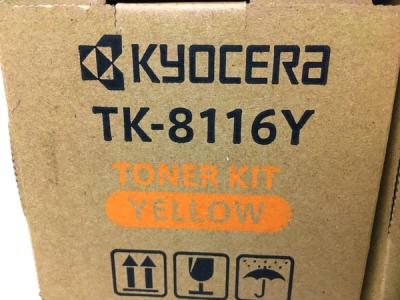 KYOCERA
TK-8116Y
TONER KIT
YELLOW